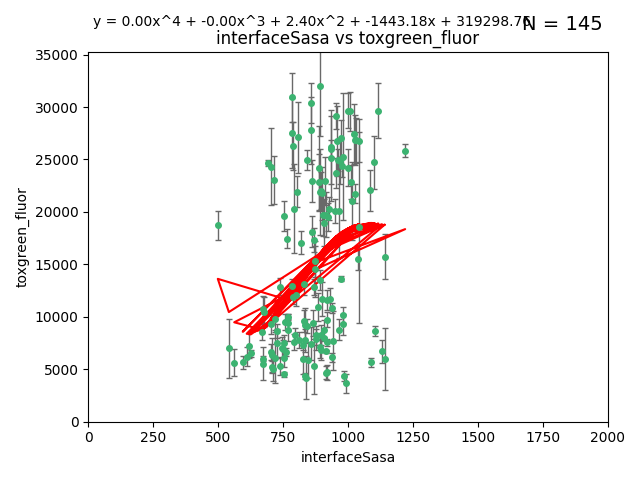 y = 0.00x^4 + -0.00x^3 + 2.40x^2 + -1443.18x + 319298.76
N = 145
interfaceSasa vs toxgreen_fluor
35000
30000
25000
20000
15000
10000
5000
0
toxgreen_fluor
0 250 500 750 1000 1250 1500 1750 2000
interfaceSasa